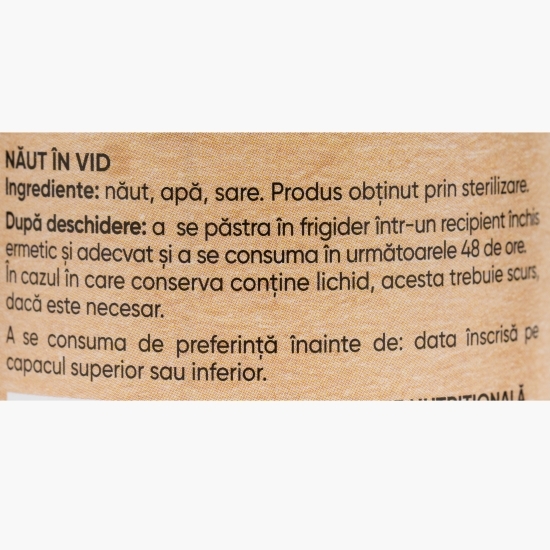 NĂUT ÎN VID
Ingrediente: năut, apă, sare. Produs obținut prin sterilizare.
După deschidere: a se păstra în frigider într-un recipient închis
ermetic și adecvat și a se consuma în următoarele 48 de ore.
În cazul în care conserva conține lichid, acesta trebuie scurs,
dacă este necesar.
A se consuma de preferință înainte de: data înscrisă pe
capacul superior sau inferior.
NUTRIȚIONALĂ